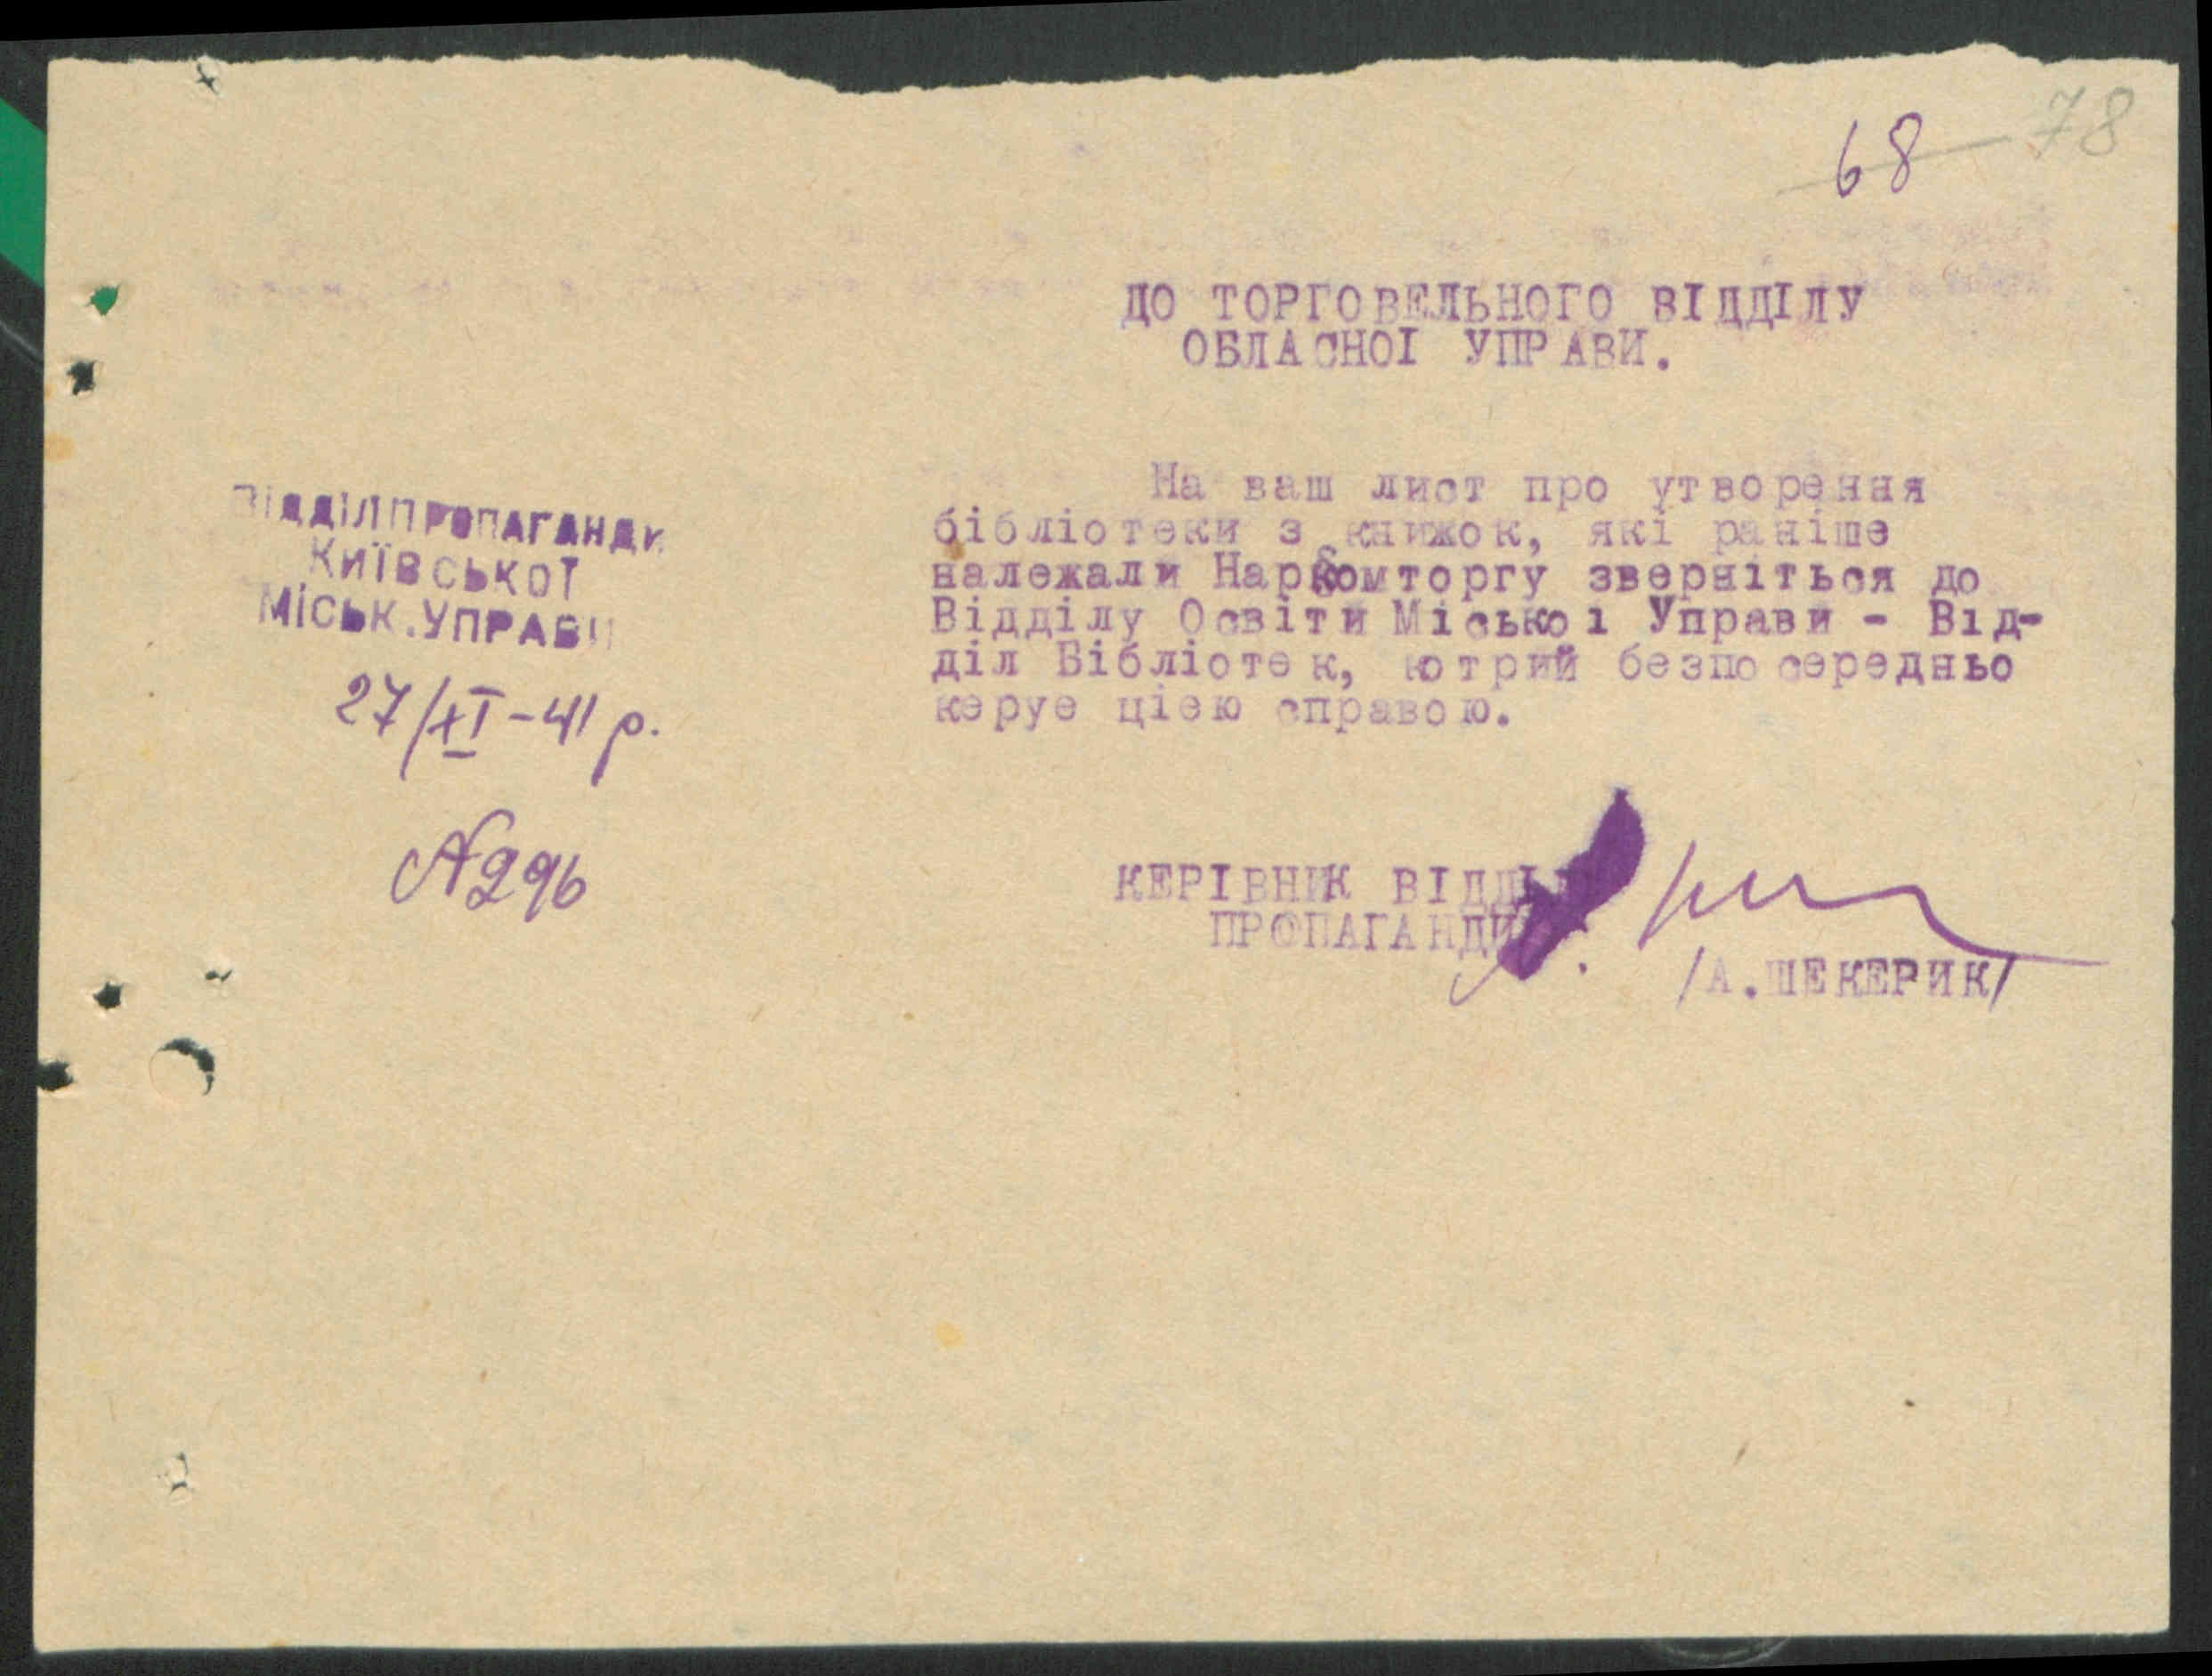 68 78
ДО ТОРГОВЕЛЬНОГО ВІДДІЛУ
ОБЛАСНОІ УПРАВИ.
ВІДДІЛ ПРОПАГАНДИ
КИЇВСЬКОЇ
МІСЬК.УПРАВИ
27/XI-41 р.
№296
На ваш лист про утворення
бібліотеки з книжок, які раніше
належали Наркомторгу зверніться до
Відділу Освіти Міської Управи - Від-
діл Бібліотек, котрий безпосередньо
керує цією справою.
КЕРІВНИК ВІДДІЛУ
ПРОПАГАНДИ
/А.ШЕКЕРИК/